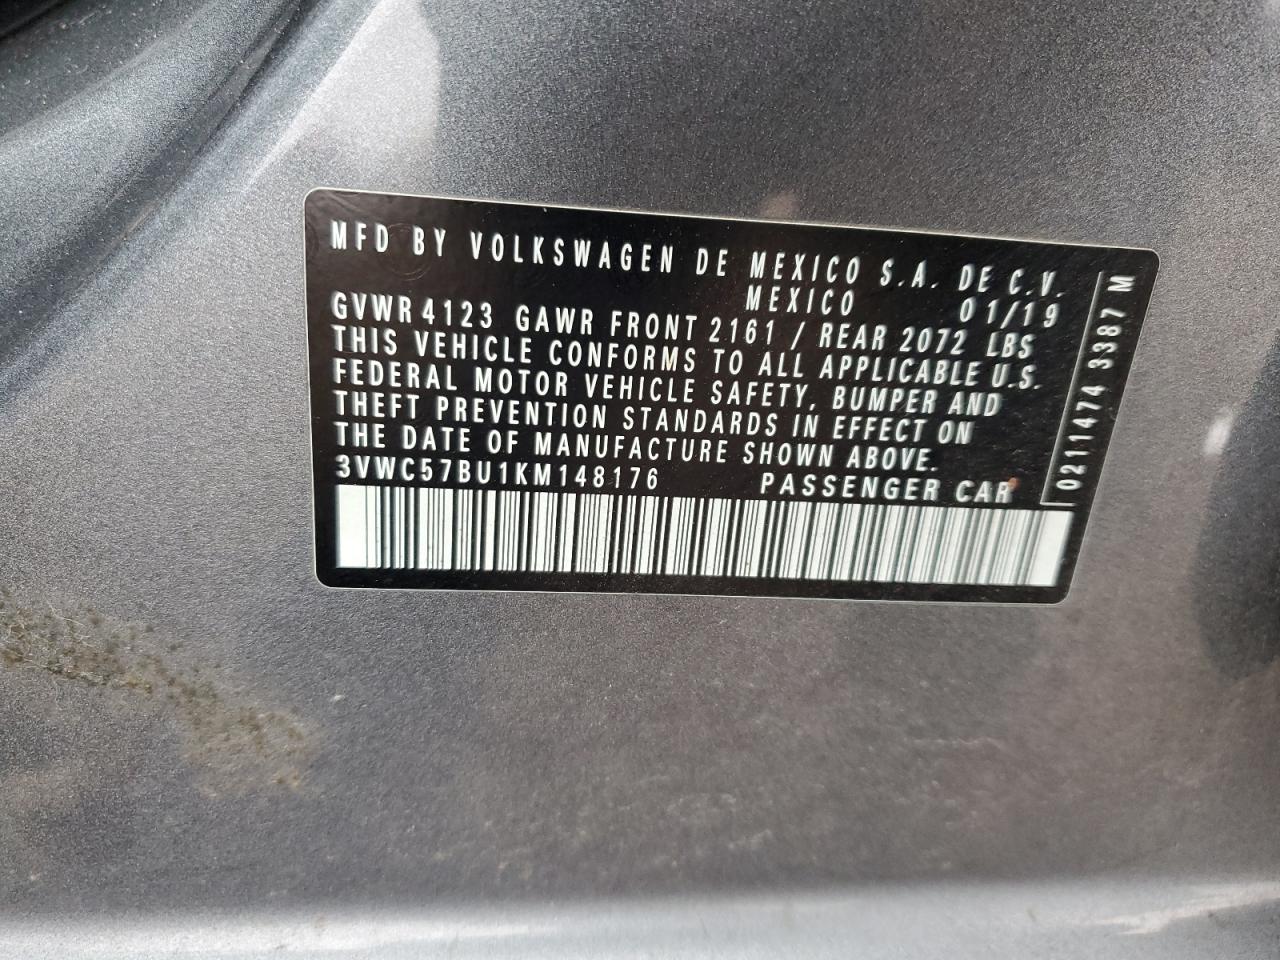 MFD BY VOLKSWAGEN DE MEXICO S.A. DE C.V.
MEXICO 01/19
GVWR 4123 GAWR FRONT 2161 / REAR 2072 LBS
THIS VEHICLE CONFORMS TO ALL APPLICABLE U.S.
FEDERAL MOTOR VEHICLE SAFETY, BUMPER AND
THEFT PREVENTION STANDARDS IN EFFECT ON
THE DATE OF MANUFACTURE SHOWN ABOVE.
3VWC57BU1KM148176 PASSENGER CAR
0211474 3387 M